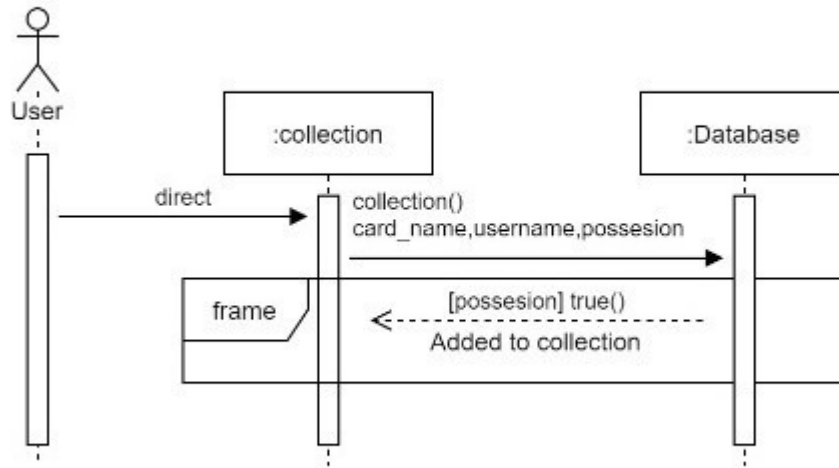 User
:collection
:Database
direct
collection()
card_name,username,possesion
frame
[possesion] true()
Added to collection